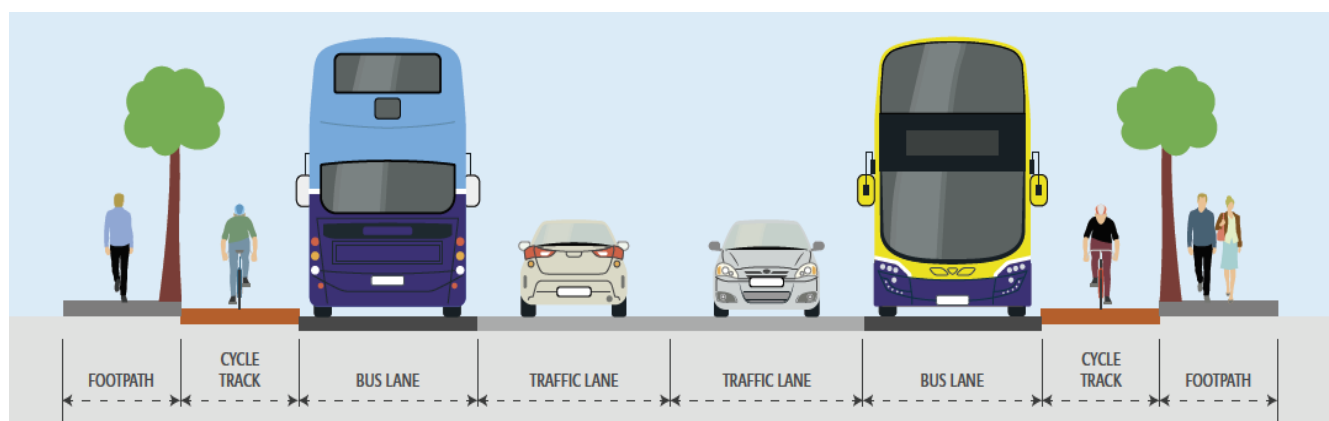 FOOTPATH
CYCLE
TRACK
BUS LANE
TRAFFIC LANE
TRAFFIC LANE
BUS LANE
CYCLE
TRACK
FOOTPATH